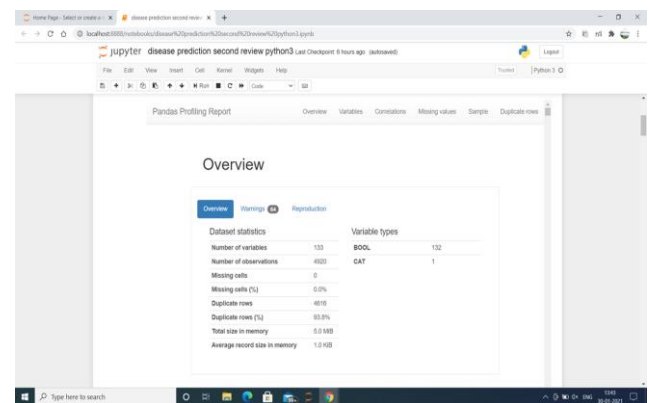 Home Page - Select or create a n
disease prediction second review
localhost:8888/notebooks/disease%20prediction%20second%20review%20python3.ipynb
jupyter disease prediction second review python3 Last Checkpoint: 6 hours ago (autosaved)
Logout
File Edit View Insert Cell Kernel Widgets Help
Trusted Python 3
Run Code
Pandas Profiling Report Overview Variables Correlations Missing values Sample Duplicate rows
Overview
Overview Warnings Reproduction
Dataset statistics Variable types
Number of variables 133 BOOL 132
Number of observations 4920 CAT 1
Missing cells 0
Missing cells (%) 0.0%
Duplicate rows 4616
Duplicate rows (%) 93.8%
Total size in memory 5.0 MiB
Average record size in memory 1.0 KiB
Type here to search
ENG